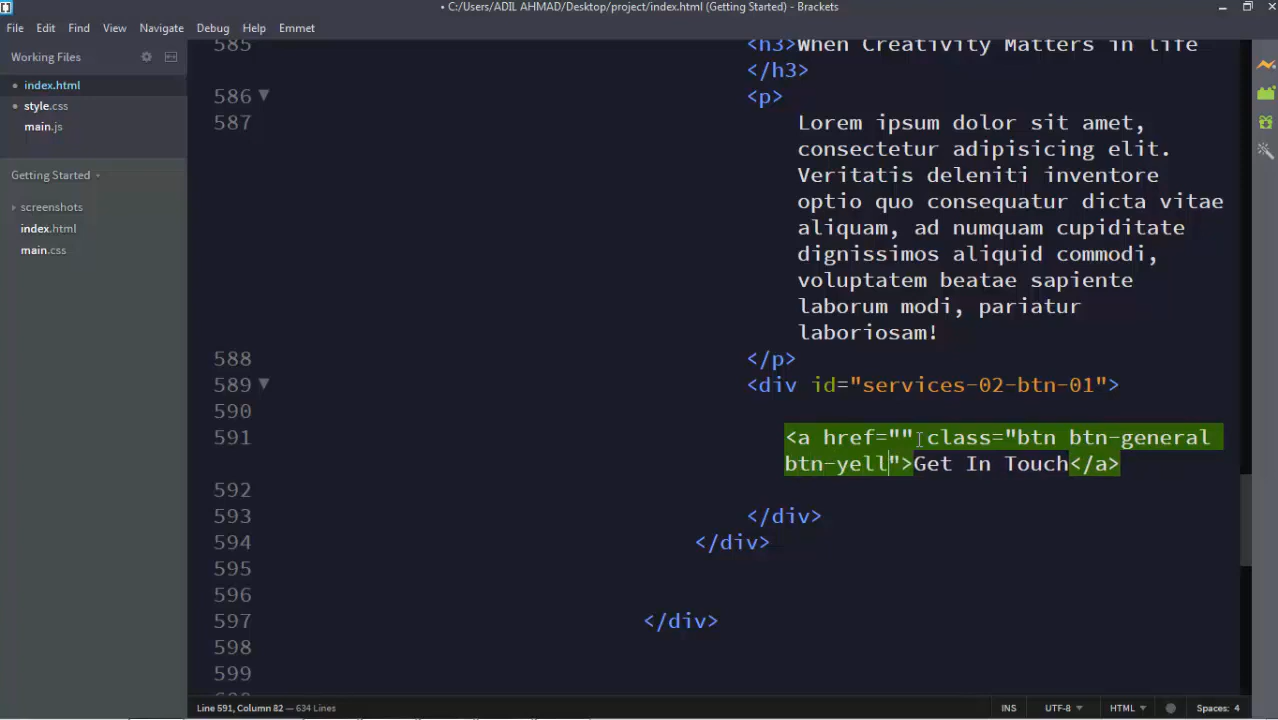 • C:/Users/ADIL AHMAD/Desktop/project/index.html (Getting Started) - Brackets
File Edit Find View Navigate Debug Help Emmet
Working Files
index.html
style.css
main.js
Getting Started
screenshots
index.html
main.css
585 <h3>When Creativity Matters in life
</h3>
586 <p>
587 Lorem ipsum dolor sit amet,
consectetur adipisicing elit.
Veritatis deleniti inventore
optio quo consequatur dicta vitae
aliquam, ad numquam cupiditate
dignissimos aliquid commodi,
voluptatem beatae sapiente
laborum modi, pariatur
laboriosam!
588 </p>
589 <div id="services-02-btn-01">
590
591 <a href="" class="btn btn-general
btn-yell">Get In Touch</a>
592
593 </div>
594 </div>
595
596
597 </div>
598
599
Line 591, Column 82 — 634 Lines
INS UTF-8 HTML Spaces: 4